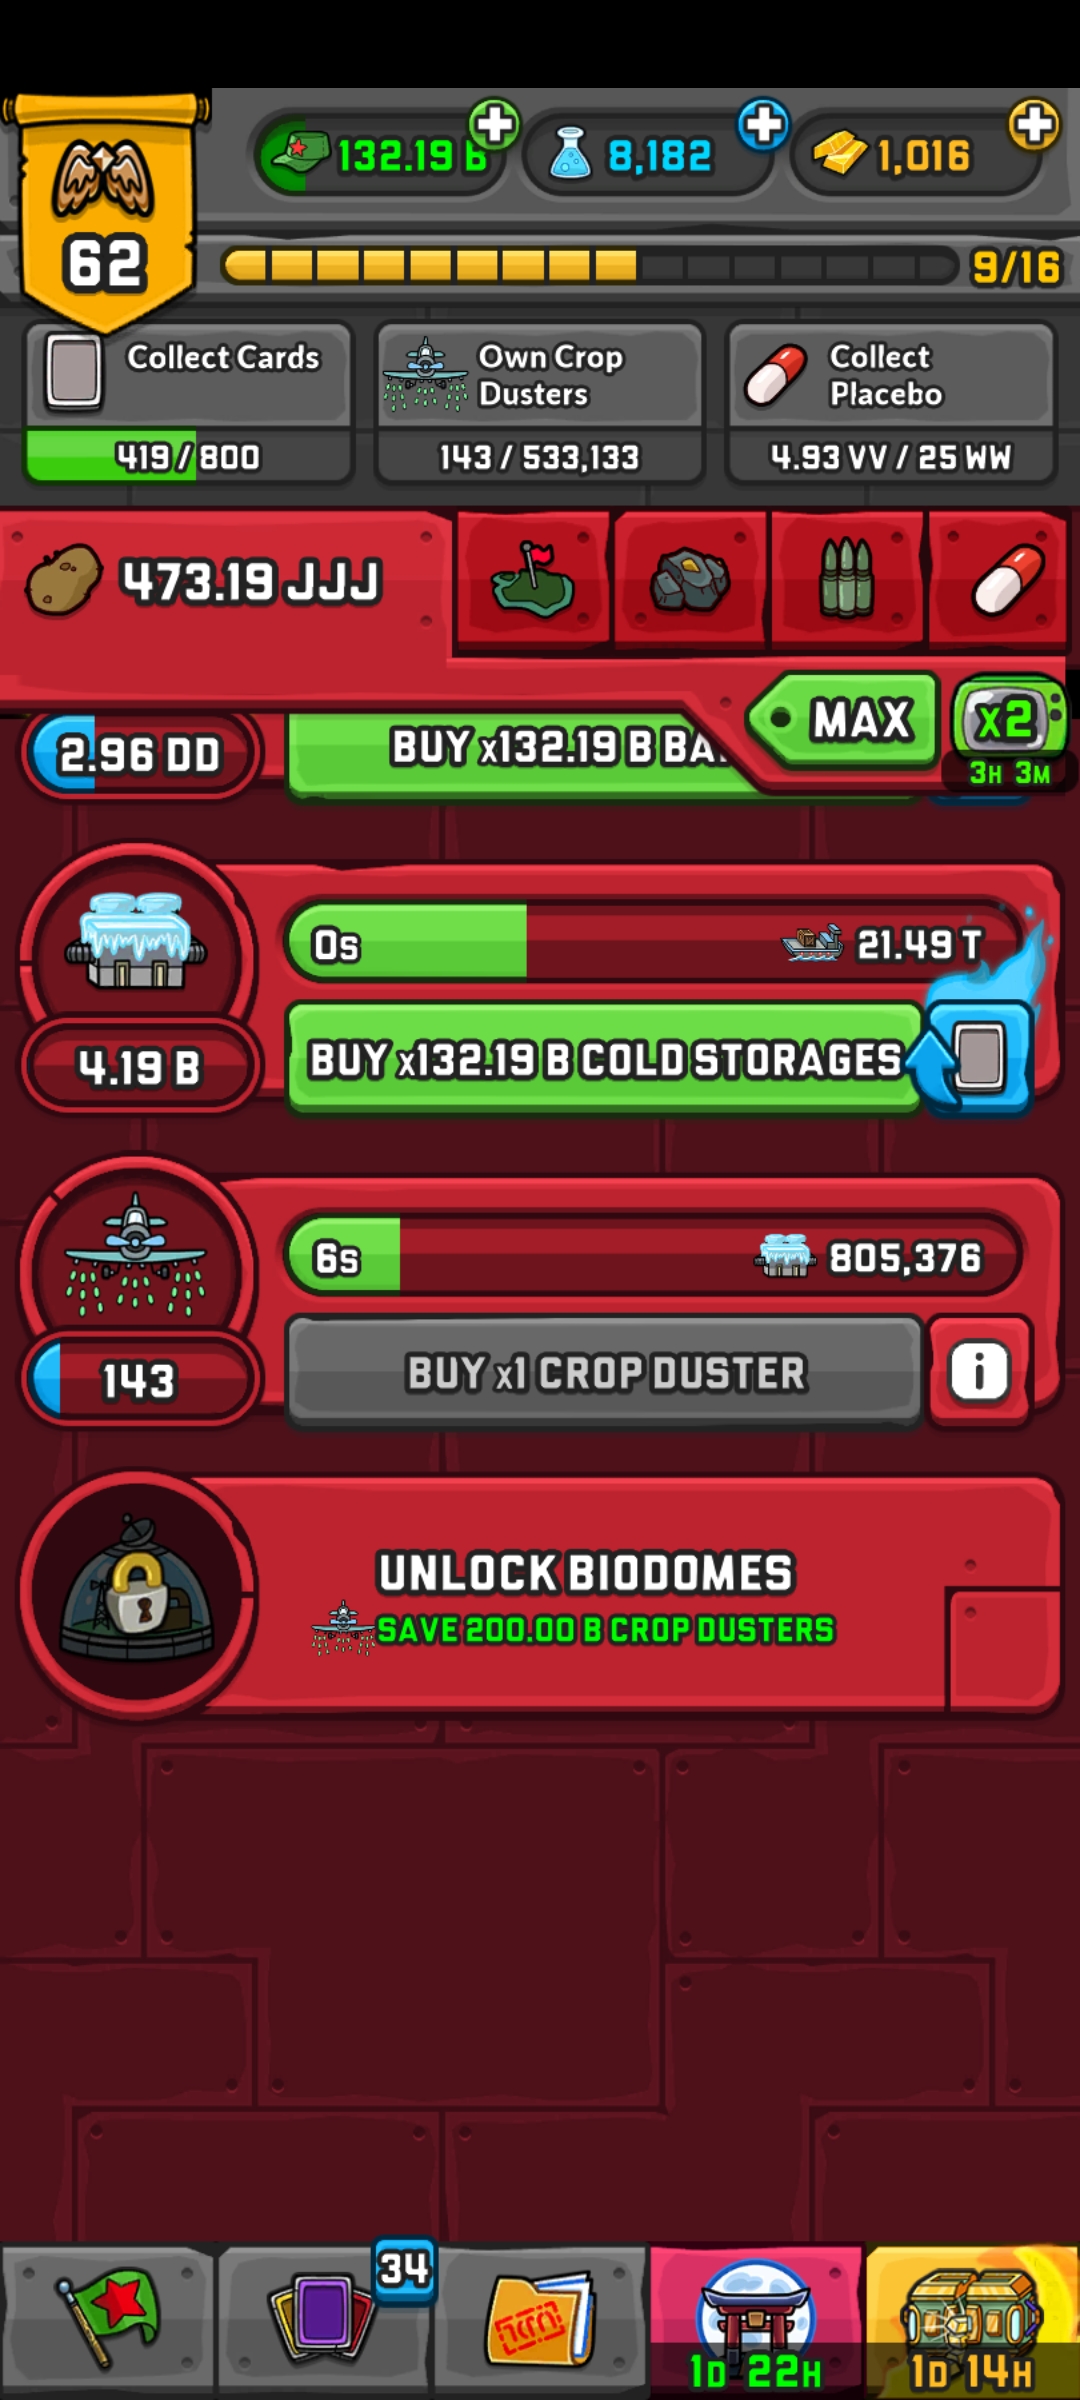 132.19 B
8,182
1,016
62
9/16
Collect Cards
419 / 800
Own Crop
Dusters
143 / 533,133
Collect
Placebo
4.93 VV / 25 WW
473.19 JJJ
MAX
x2
3H 3M
2.96 DD
BUY x132.19 B BA
0s
21.49 T
4.19 B
BUY x132.19 B COLD STORAGES
6s
805,376
143
BUY x1 CROP DUSTER
i
UNLOCK BIODOMES
SAVE 200.00 B CROP DUSTERS
34
1D 22H
1D 14H